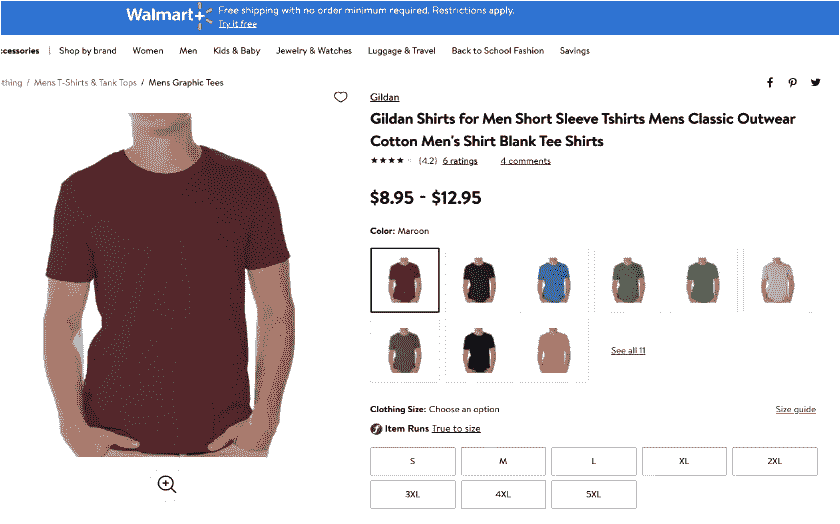 Walmart+
Free shipping with no order minimum required. Restrictions apply.
Try it free
ccessories | Shop by brand Women Men Kids & Baby Jewelry & Watches Luggage & Travel Back to School Fashion Savings
thing / Mens T-Shirts & Tank Tops / Mens Graphic Tees
Gildan
Gildan Shirts for Men Short Sleeve Tshirts Mens Classic Outwear
Cotton Men's Shirt Blank Tee Shirts
(4.2) 6 ratings 4 comments
$8.95 - $12.95
Color: Maroon
See all 11
Clothing Size: Choose an option Size guide
Item Runs True to size
S M L XL 2XL
3XL 4XL 5XL